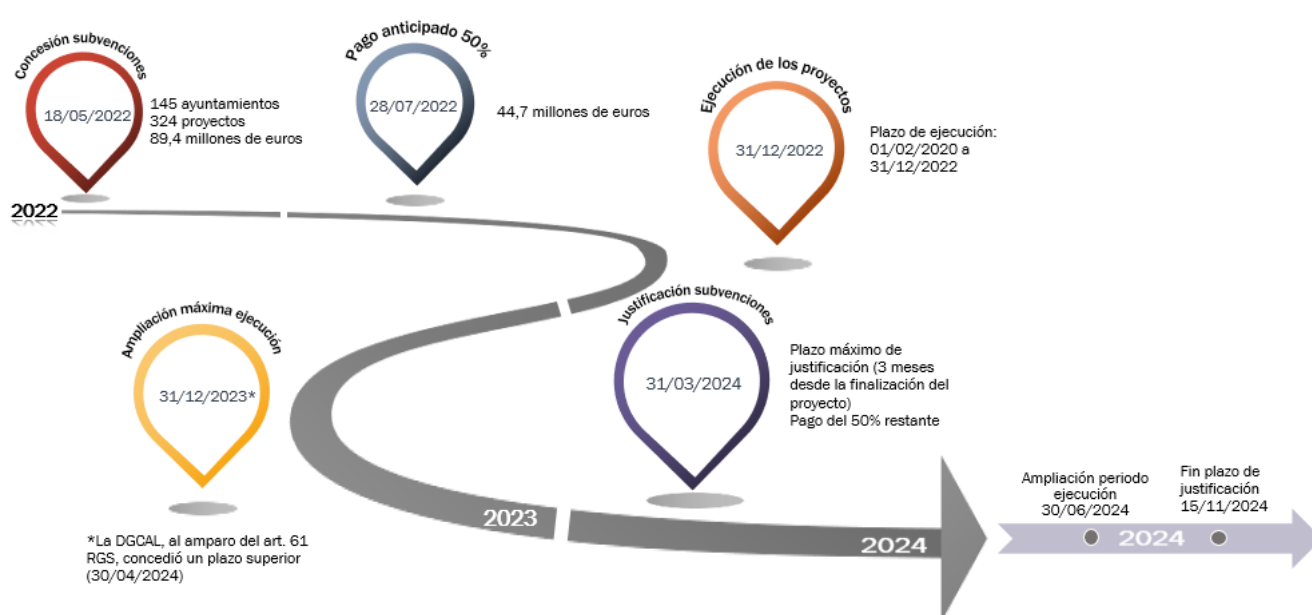 Concesión subvenciones
18/05/2022
145 ayuntamientos
324 proyectos
89,4 millones de euros
Pago anticipado 50%
28/07/2022
44,7 millones de euros
Ejecución de los proyectos
31/12/2022
Plazo de ejecución:
01/02/2020 a
31/12/2022
2022
Ampliación máxima ejecución
31/12/2023*
*La DGCAL, al amparo del art. 61
RGS, concedió un plazo superior
(30/04/2024)
Justificación subvenciones
31/03/2024
Plazo máximo de
justificación (3 meses
desde la finalización del
proyecto)
Pago del 50% restante
2023
2024
Ampliación periodo
ejecución
30/06/2024
Fin plazo de
justificación
15/11/2024
2024